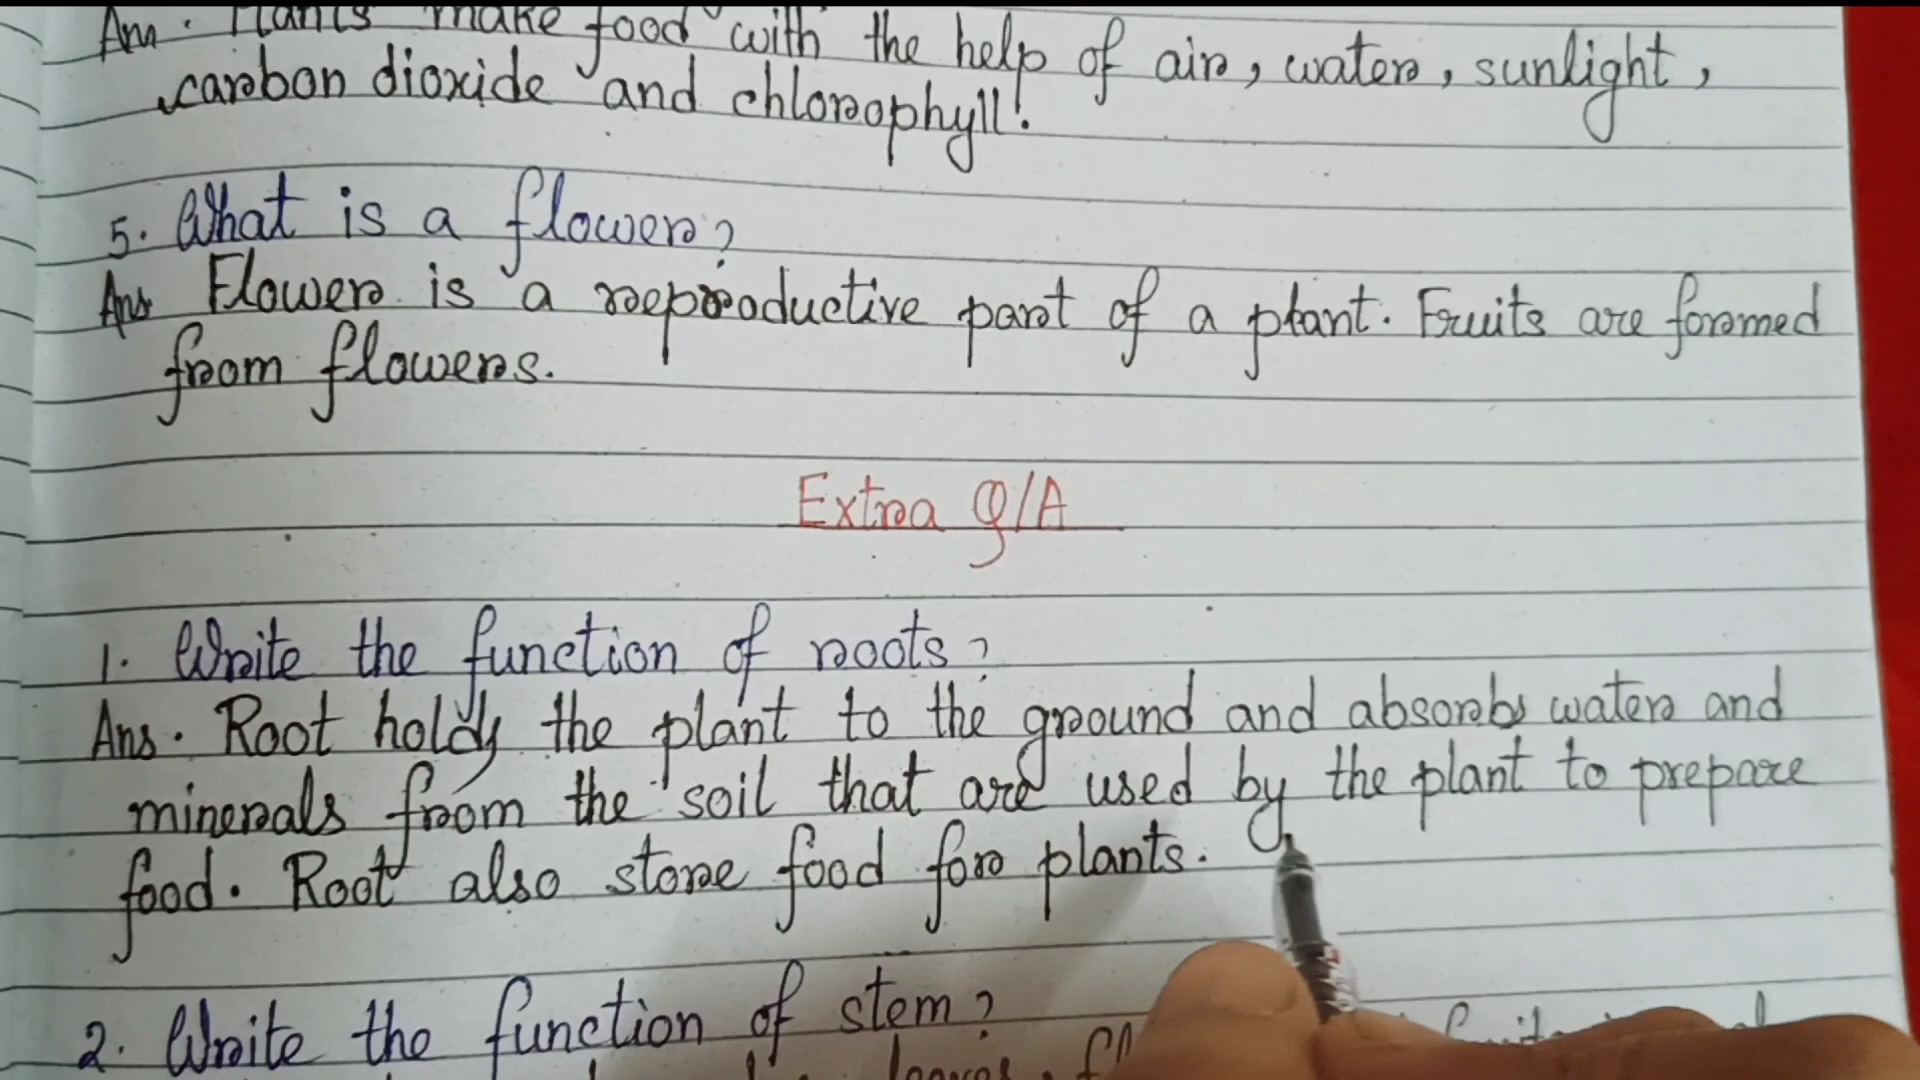 Ans. Plants make food with the help of air, water, sunlight,
carbon dioxide and chlorophyll.
5. What is a flower?
Ans Flower is a reproductive part of a plant. Fruits are formed
from flowers.
Extra Q/A
1. Write the function of roots?
Ans. Root holds the plant to the ground and absorbs water and
minerals from the soil that are used by the plant to prepare
food. Root also store food for plants.
2. Write the function of stem?
leaves,